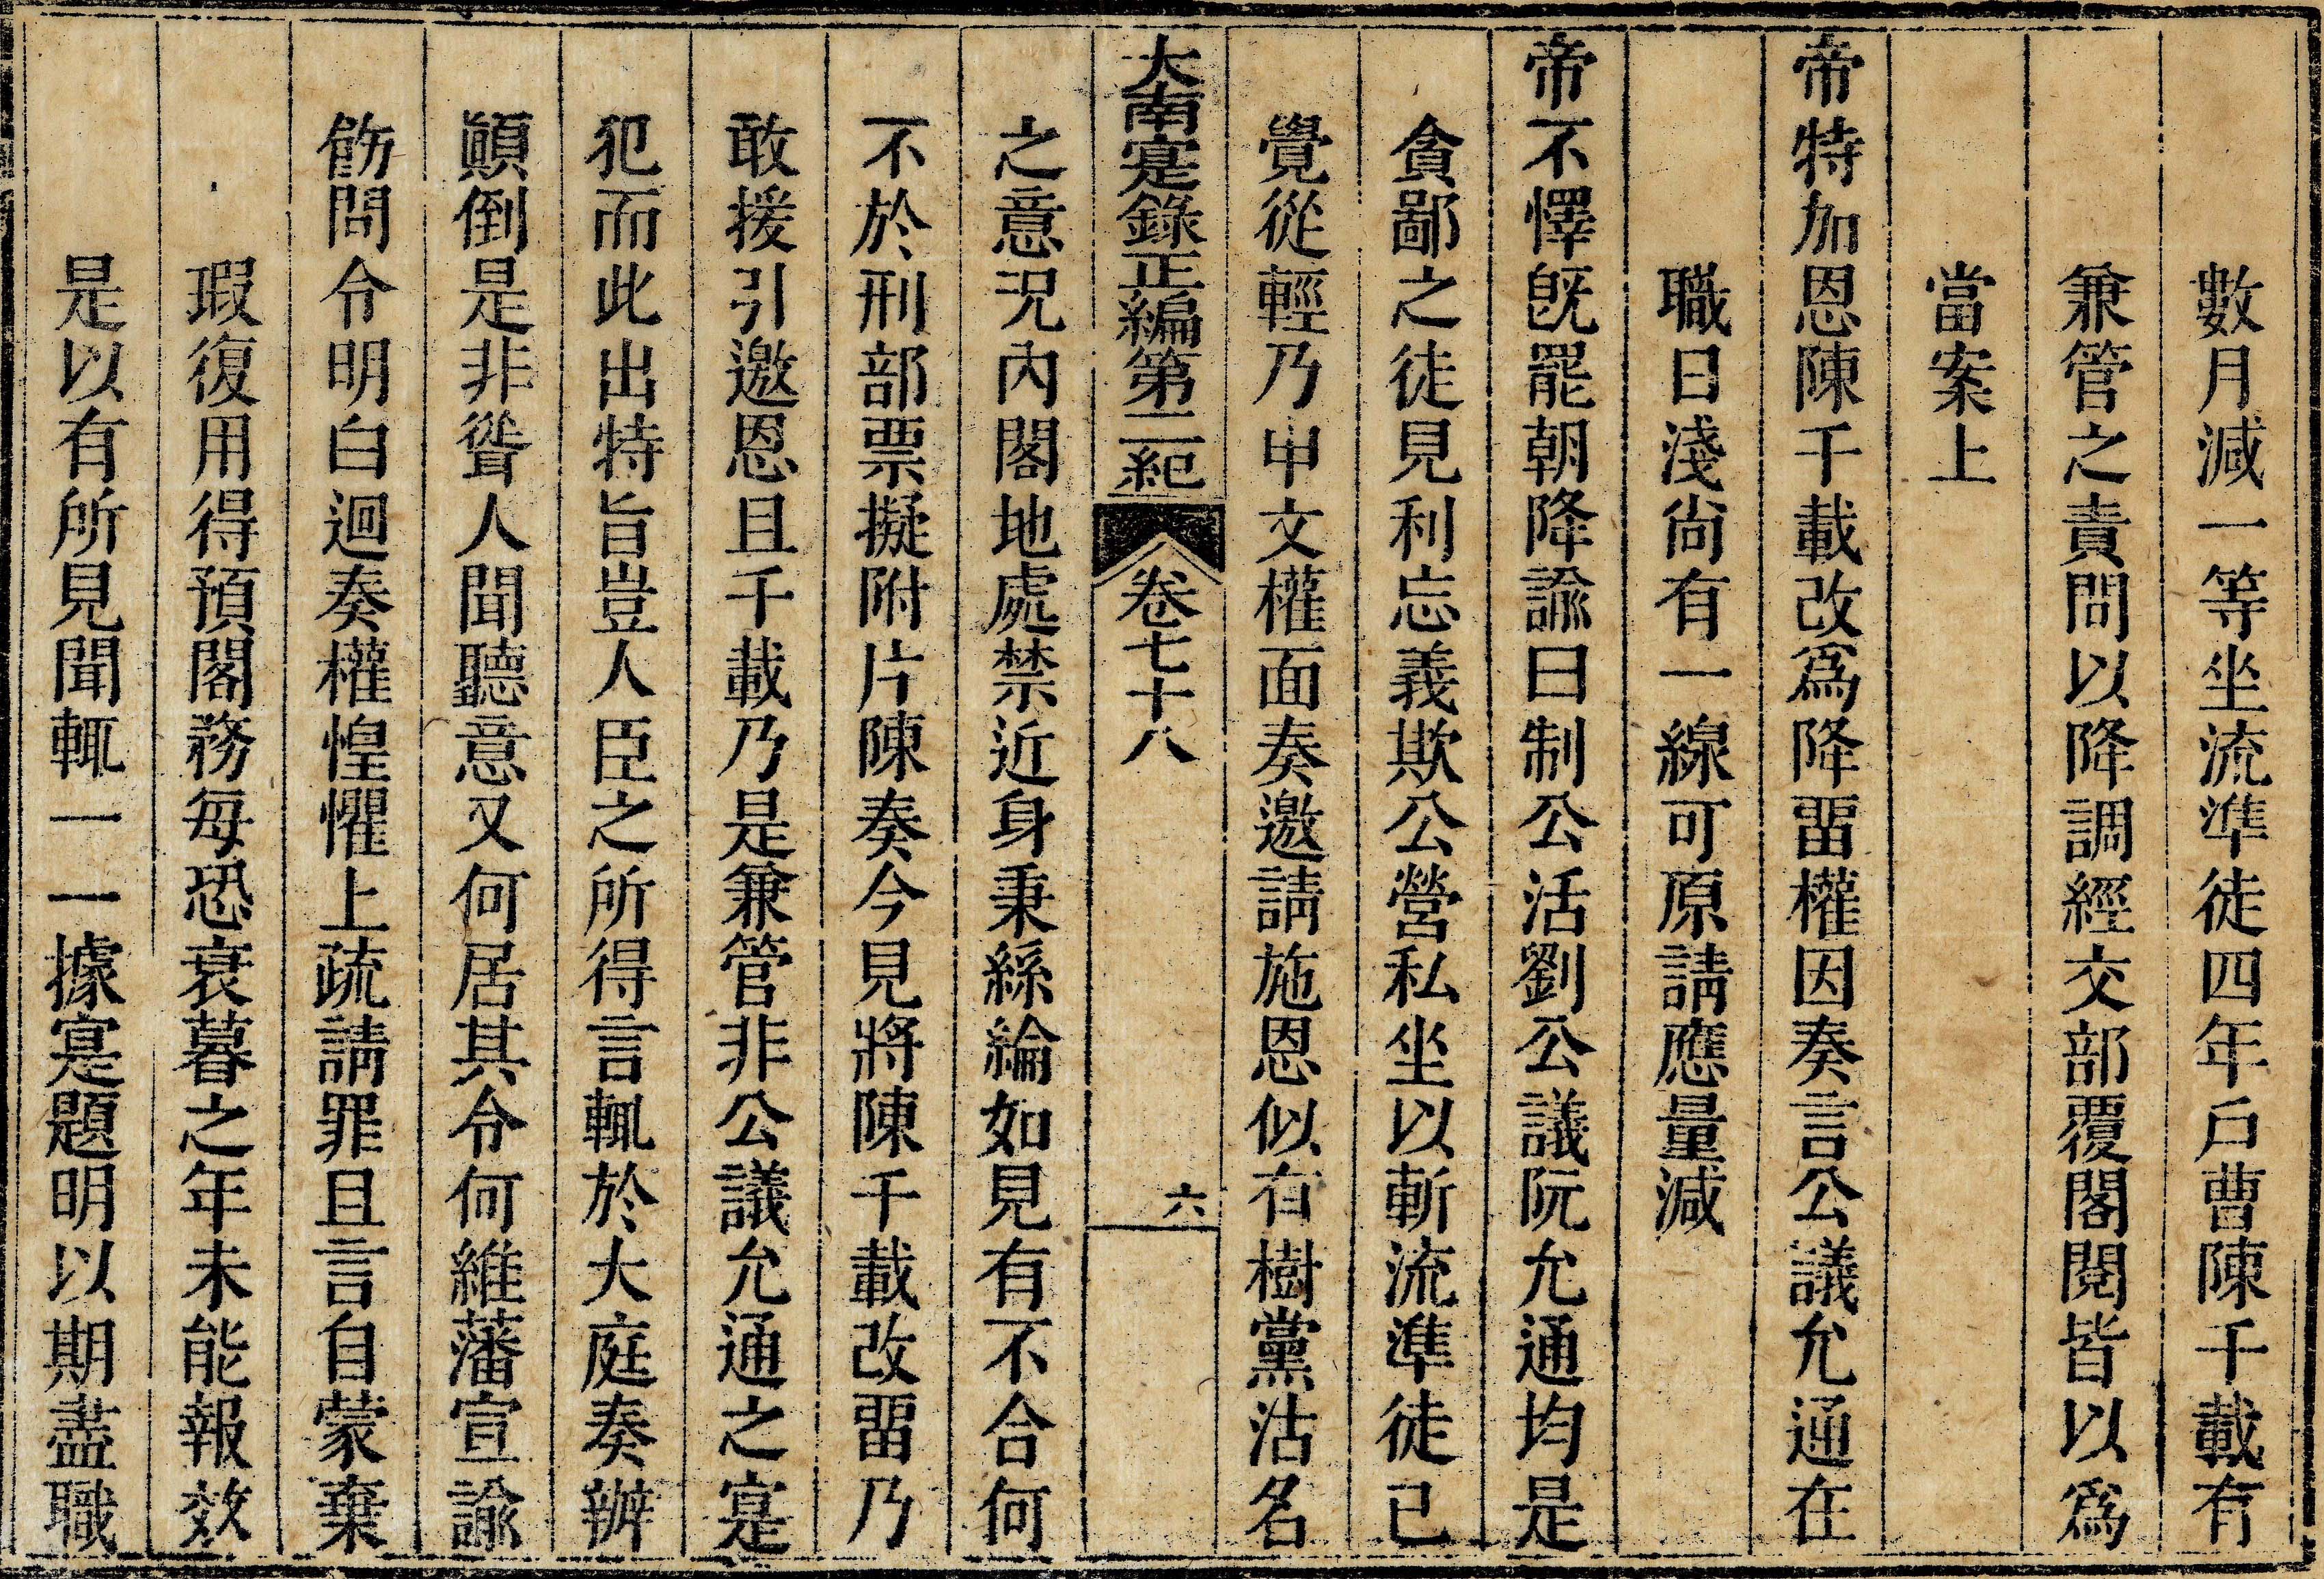 數月減一等坐流準徒四年戶曹陳千載有
兼管之責問以降調經交部覆閣閱皆以爲
當案上
帝特加恩陳千載改爲降畱權因奏言公議允通在
職日淺尙有一線可原請應量減
帝不懌旣罷朝降諭曰制公活劉公議阮允通均是
貪鄙之徒見利忘義欺公營私坐以斬流準徒已
覺從輕乃申文權面奏邀請施恩似有樹黨沽名
大南寔錄正編第二紀 卷七十八 六
之意況內閣地處禁近身秉絲綸如見有不合何
不於刑部票擬附片陳奏今見將陳千載改畱乃
敢援引邀恩且千載乃是兼管非公議允通之寔
犯而此出特旨豈人臣之所得言輒於大庭奏辨
顚倒是非聳人聞聽意又何居其令何維藩宣諭
飭問令明白迴奏權惶懼上疏請罪且言自蒙棄
瑕復用得預閣務每恐衰暮之年未能報效
是以有所見聞輒一一據寔題明以期盡職